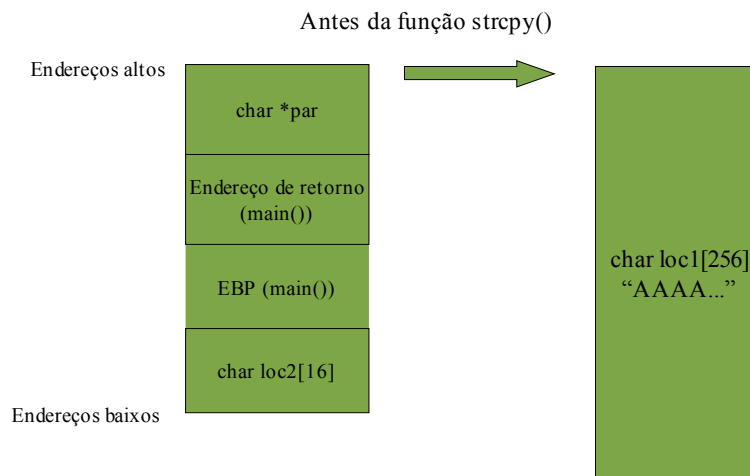 Antes da função strcpy()
Endereços altos
char *par
Endereço de retorno
(main())
EBP (main())
char loc2[16]
Endereços baixos
char loc1[256]
“AAAA...”